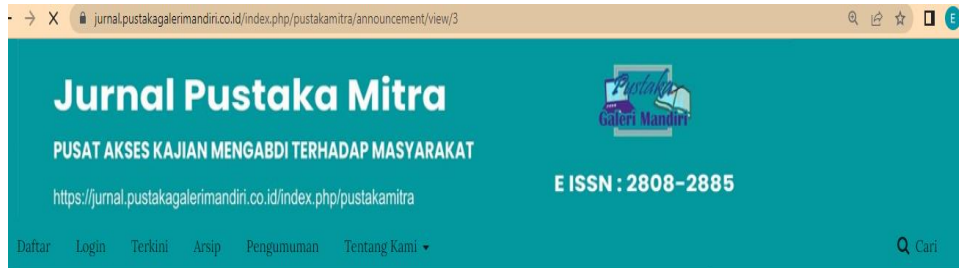 jurnal.pustakagalerimandiri.co.id/index.php/pustakamitra/announcement/view/3
E
Jurnal Pustaka Mitra
Pustaka
Galeri Mandiri
PUSAT AKSES KAJIAN MENGABDI TERHADAP MASYARAKAT
E ISSN : 2808-2885
https://jurnal.pustakagalerimandiri.co.id/index.php/pustakamitra
Daftar Login Terkini Arsip Pengumuman Tentang Kami Cari